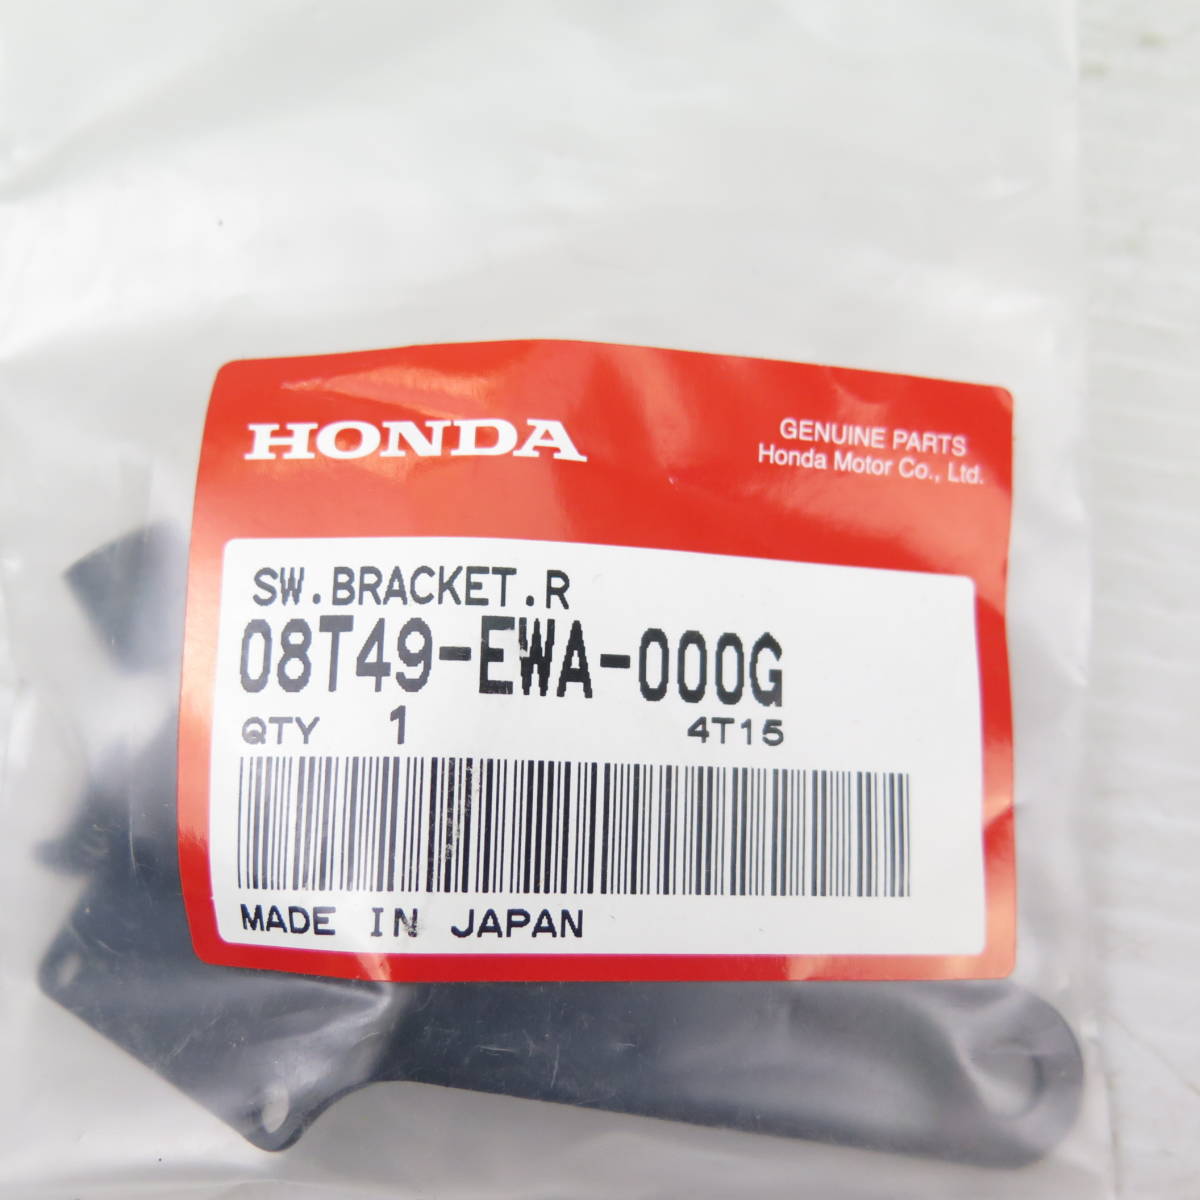 HONDA
GENUINE PARTS
Honda Motor Co., Ltd.
SW.BRACKET.R
08T49-EWA-000G
QTY 1 4T15
MADE IN JAPAN